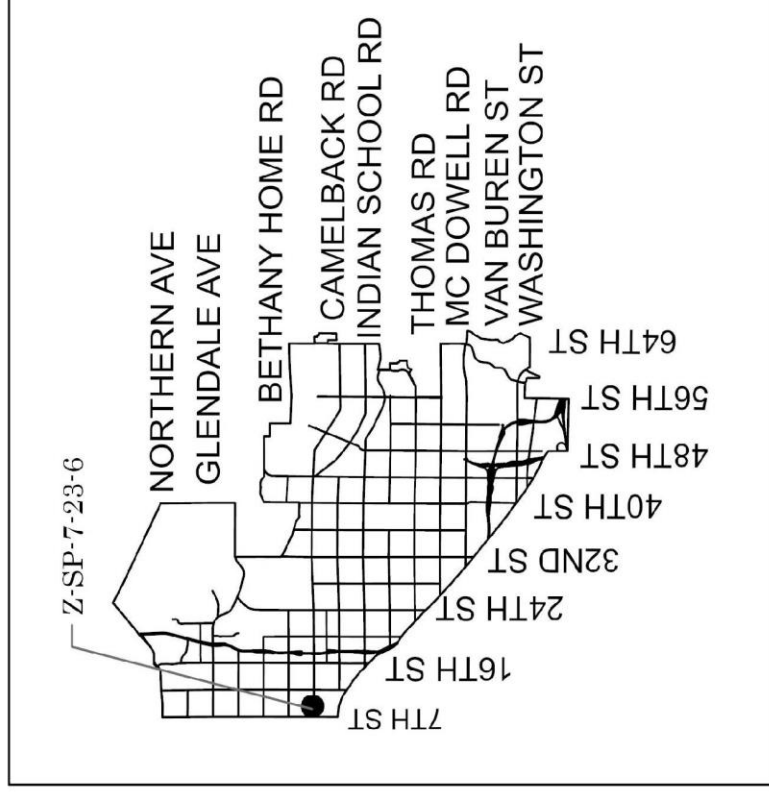 Z-SP-7-23-6
NORTHERN AVE
GLENDALE AVE
BETHANY HOME RD
CAMELBACK RD
INDIAN SCHOOL RD
THOMAS RD
MC DOWELL RD
VAN BUREN ST
WASHINGTON ST
64TH ST
56TH ST
48TH ST
40TH ST
32ND ST
24TH ST
16TH ST
7TH ST